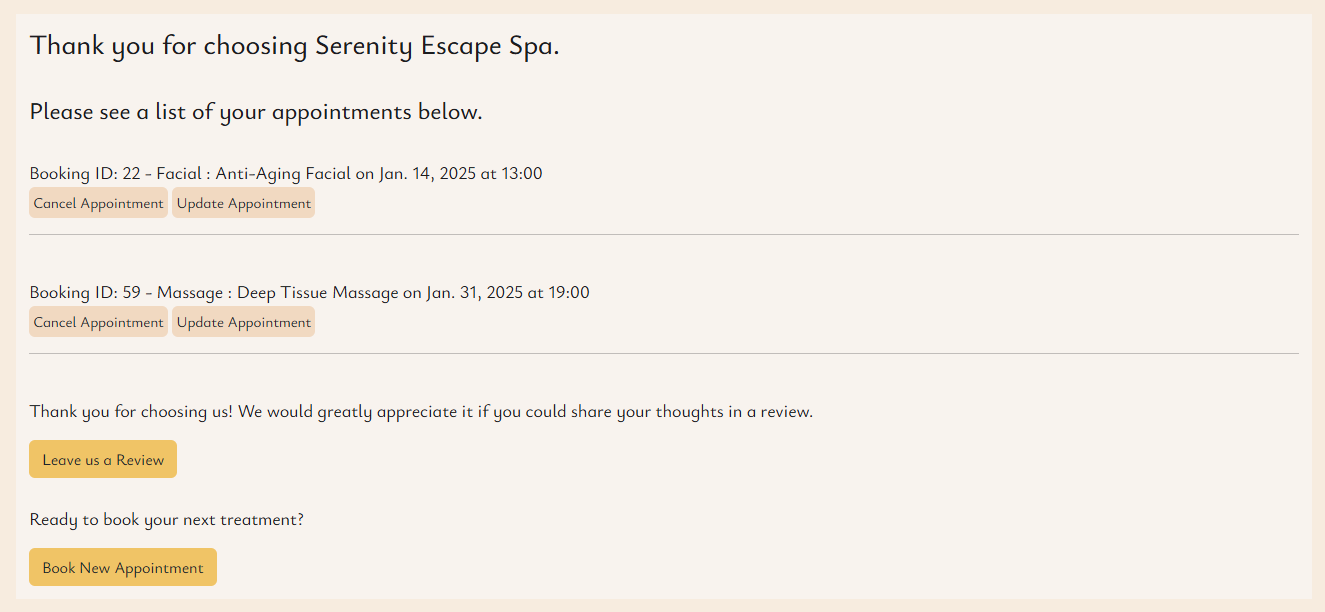 Thank you for choosing Serenity Escape Spa.
Please see a list of your appointments below.
Booking ID: 22 - Facial : Anti-Aging Facial on Jan. 14, 2025 at 13:00
Cancel Appointment Update Appointment
Booking ID: 59 - Massage : Deep Tissue Massage on Jan. 31, 2025 at 19:00
Cancel Appointment Update Appointment
Thank you for choosing us! We would greatly appreciate it if you could share your thoughts in a review.
Leave us a Review
Ready to book your next treatment?
Book New Appointment